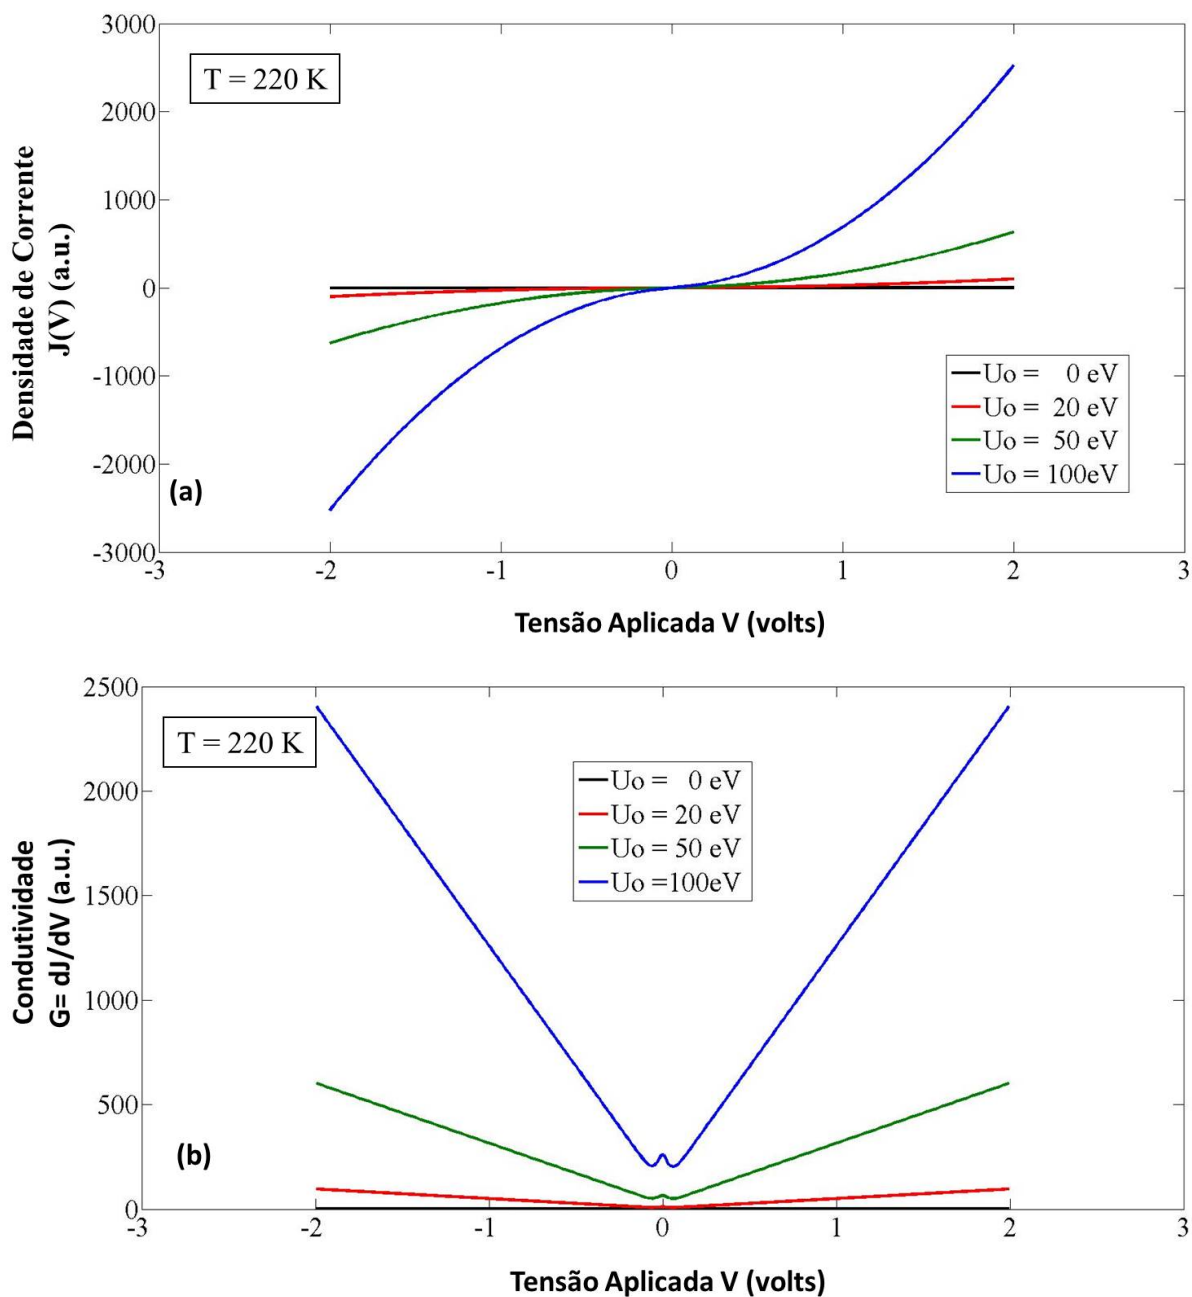 3000
2000
1000
0
-1000
-2000
-3000
T = 220 K
Densidade de Corrente
J(V) (a.u.)
Uo = 0 eV
Uo = 20 eV
Uo = 50 eV
Uo = 100eV
(a)
-3 -2 -1 0 1 2 3
Tensão Aplicada V (volts)
2500
2000
1500
1000
500
0
T = 220 K
Uo = 0 eV
Uo = 20 eV
Uo = 50 eV
Uo =100eV
Condutividade
G= dJ/dV (a.u.)
(b)
-3 -2 -1 0 1 2 3
Tensão Aplicada V (volts)